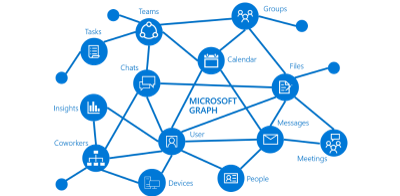 Teams
Groups
Tasks
Calendar
Chats
Files
Insights
MICROSOFT
GRAPH
Messages
User
Coworkers
Meetings
Devices
People